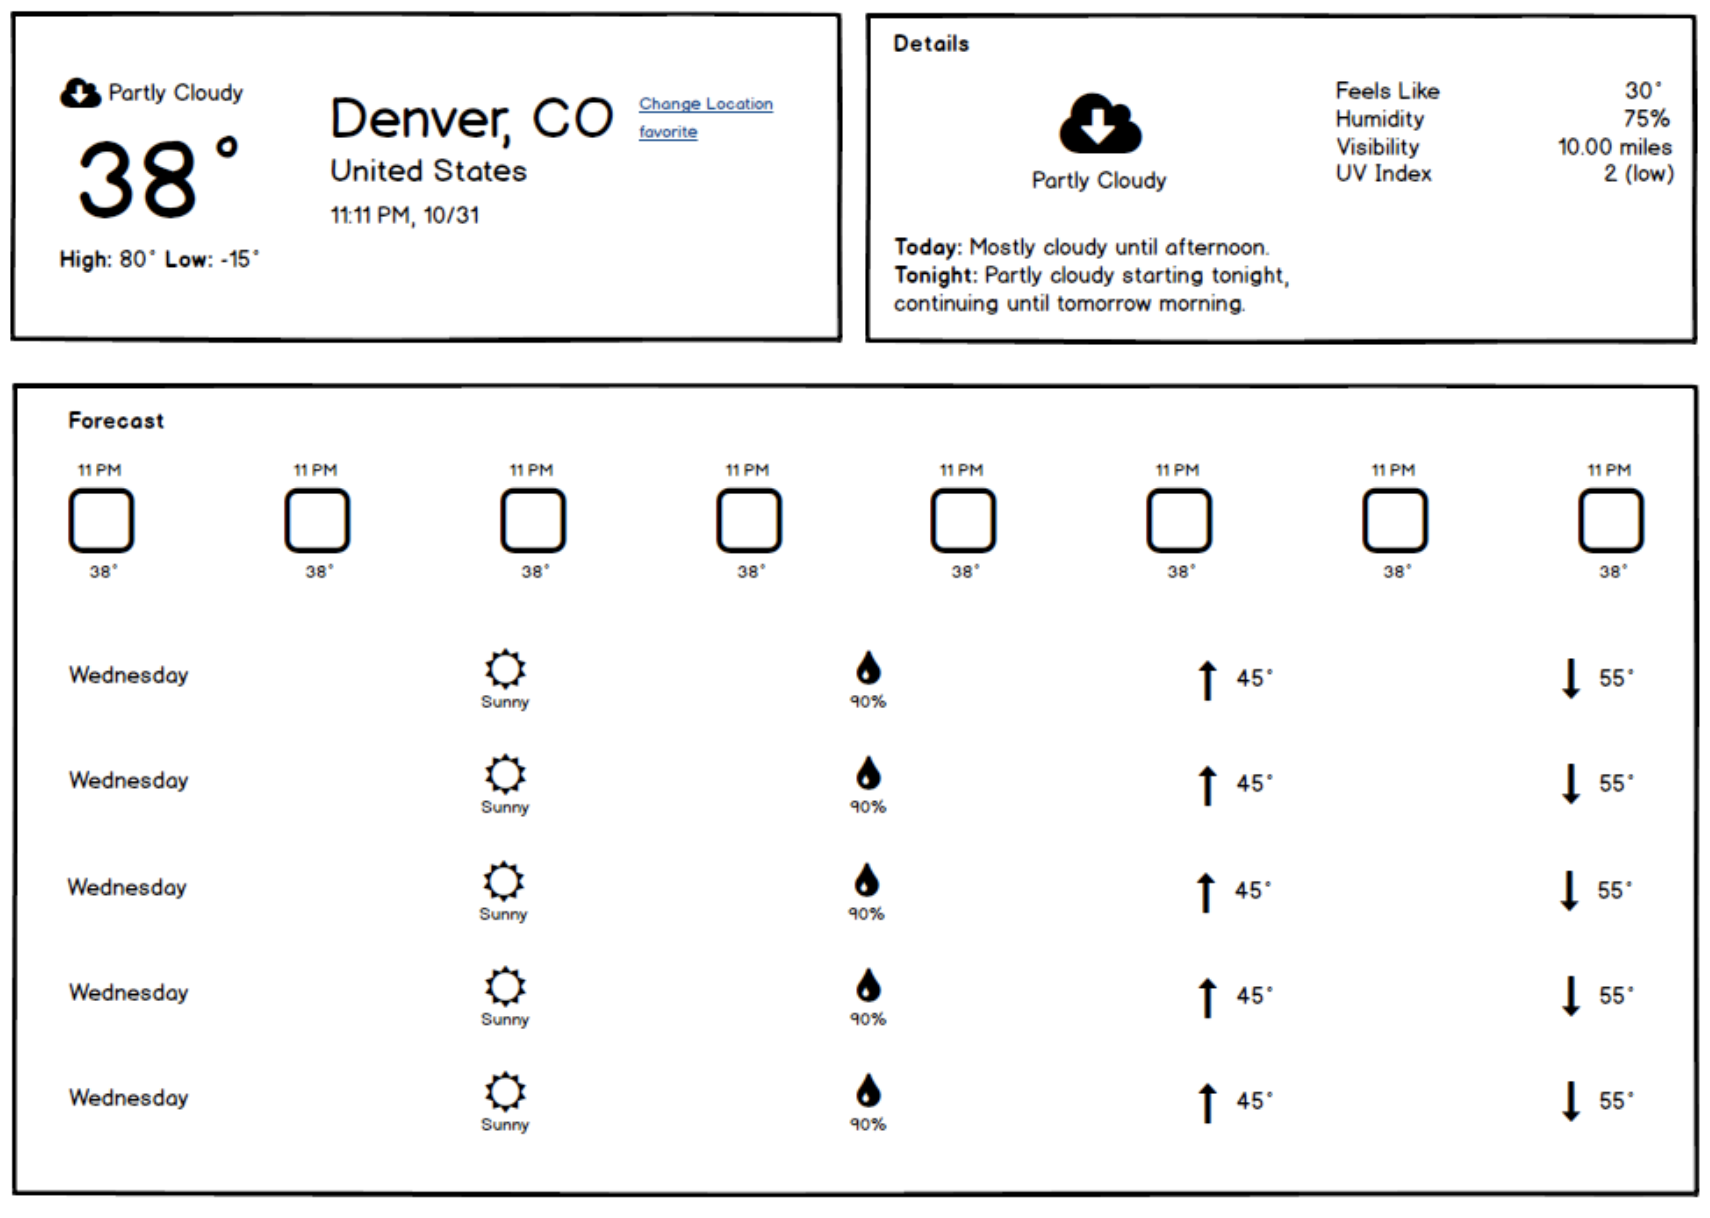 Partly Cloudy
38°
High: 80° Low: -15°
Denver, CO
United States
11:11 PM, 10/31
Change Location
favorite
Details
Partly Cloudy
Feels Like 30°
Humidity 75%
Visibility 10.00 miles
UV Index 2 (low)
Today: Mostly cloudy until afternoon.
Tonight: Partly cloudy starting tonight,
continuing until tomorrow morning.
Forecast
11 PM 11 PM 11 PM 11 PM 11 PM 11 PM 11 PM 11 PM
38° 38° 38° 38° 38° 38° 38° 38°
Wednesday Sunny 90% 45° 55°
Wednesday Sunny 90% 45° 55°
Wednesday Sunny 90% 45° 55°
Wednesday Sunny 90% 45° 55°
Wednesday Sunny 90% 45° 55°